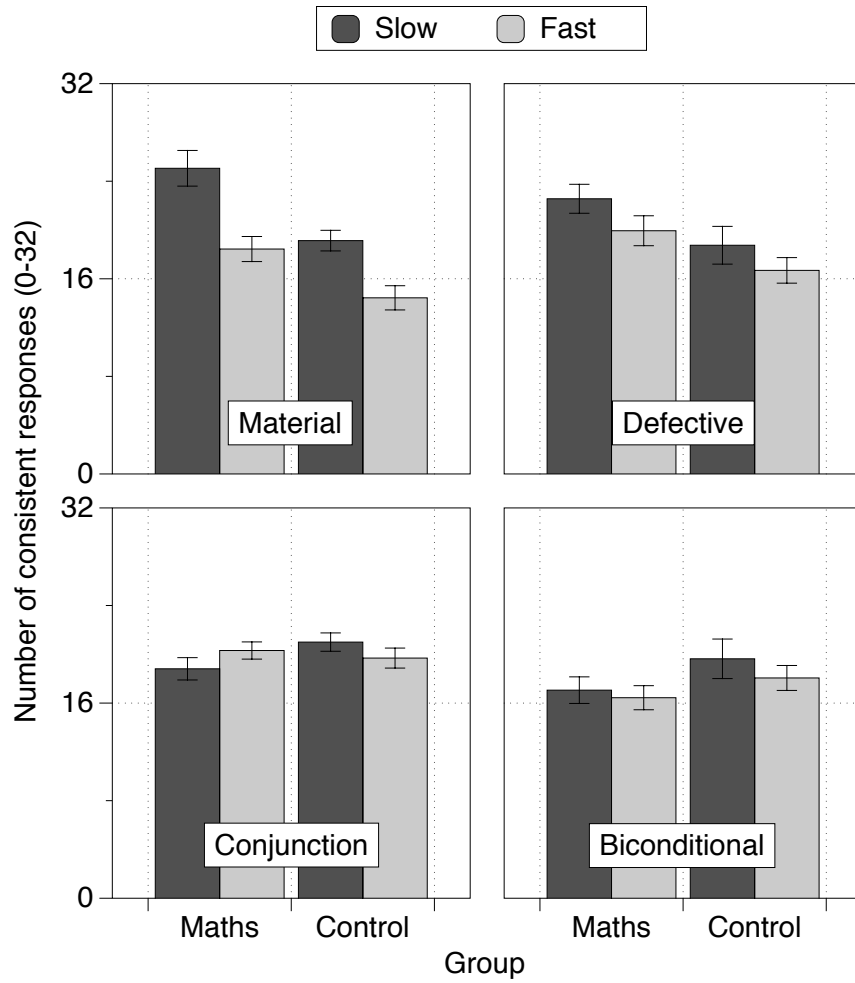 Slow Fast
Number of consistent responses (0-32)
32
16
0
Material
Defective
32
16
0
Conjunction
Biconditional
Maths Control Maths Control
Group